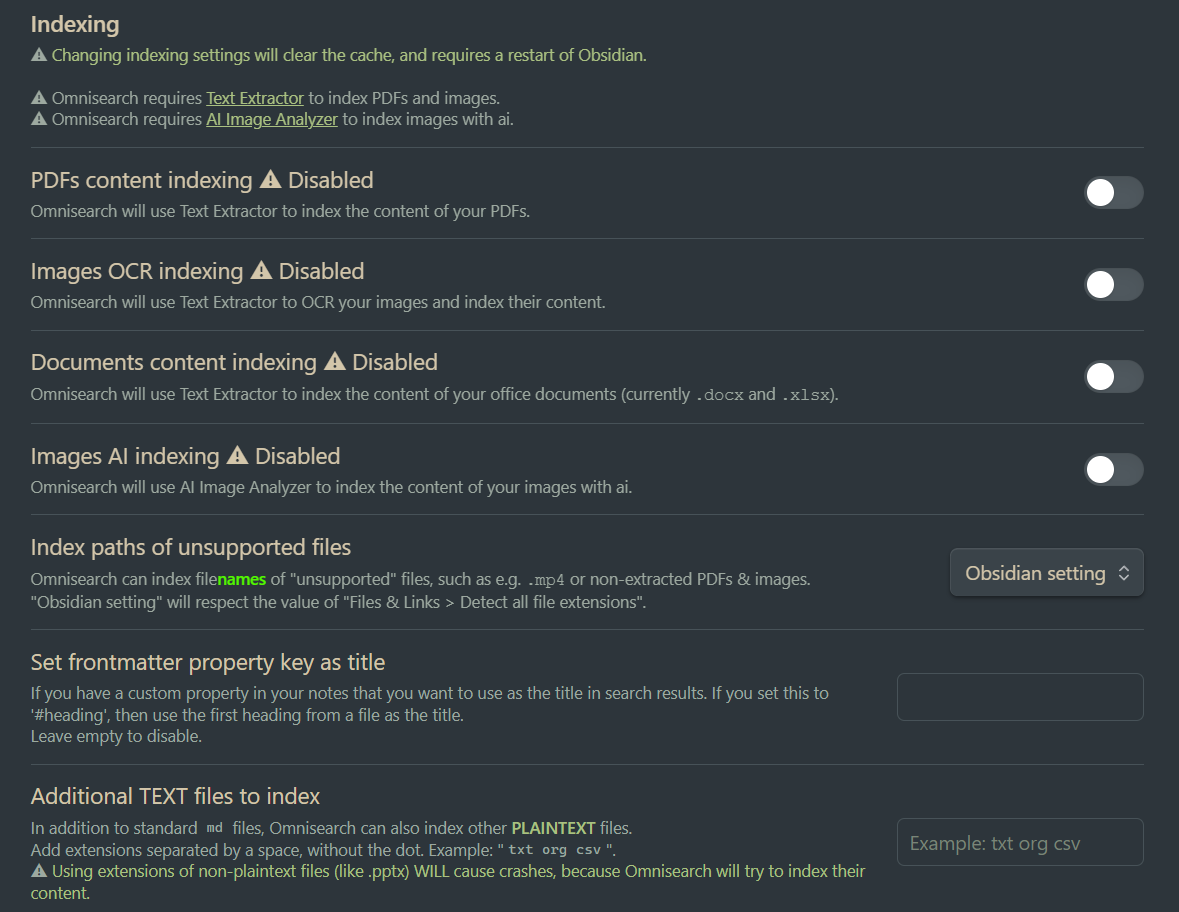 Indexing
⚠ Changing indexing settings will clear the cache, and requires a restart of Obsidian.
⚠ Omnisearch requires Text Extractor to index PDFs and images.
⚠ Omnisearch requires AI Image Analyzer to index images with ai.
PDFs content indexing ⚠ Disabled
Omnisearch will use Text Extractor to index the content of your PDFs.
Images OCR indexing ⚠ Disabled
Omnisearch will use Text Extractor to OCR your images and index their content.
Documents content indexing ⚠ Disabled
Omnisearch will use Text Extractor to index the content of your office documents (currently .docx and .xlsx).
Images AI indexing ⚠ Disabled
Omnisearch will use AI Image Analyzer to index the content of your images with ai.
Index paths of unsupported files
Omnisearch can index filenames of "unsupported" files, such as e.g. .mp4 or non-extracted PDFs & images.
"Obsidian setting" will respect the value of "Files & Links > Detect all file extensions".
Obsidian setting
Set frontmatter property key as title
If you have a custom property in your notes that you want to use as the title in search results. If you set this to
'#heading', then use the first heading from a file as the title.
Leave empty to disable.
Additional TEXT files to index
In addition to standard md files, Omnisearch can also index other PLAINTEXT files.
Add extensions separated by a space, without the dot. Example: "txt org csv".
⚠ Using extensions of non-plaintext files (like .pptx) WILL cause crashes, because Omnisearch will try to index their
content.
Example: txt org csv